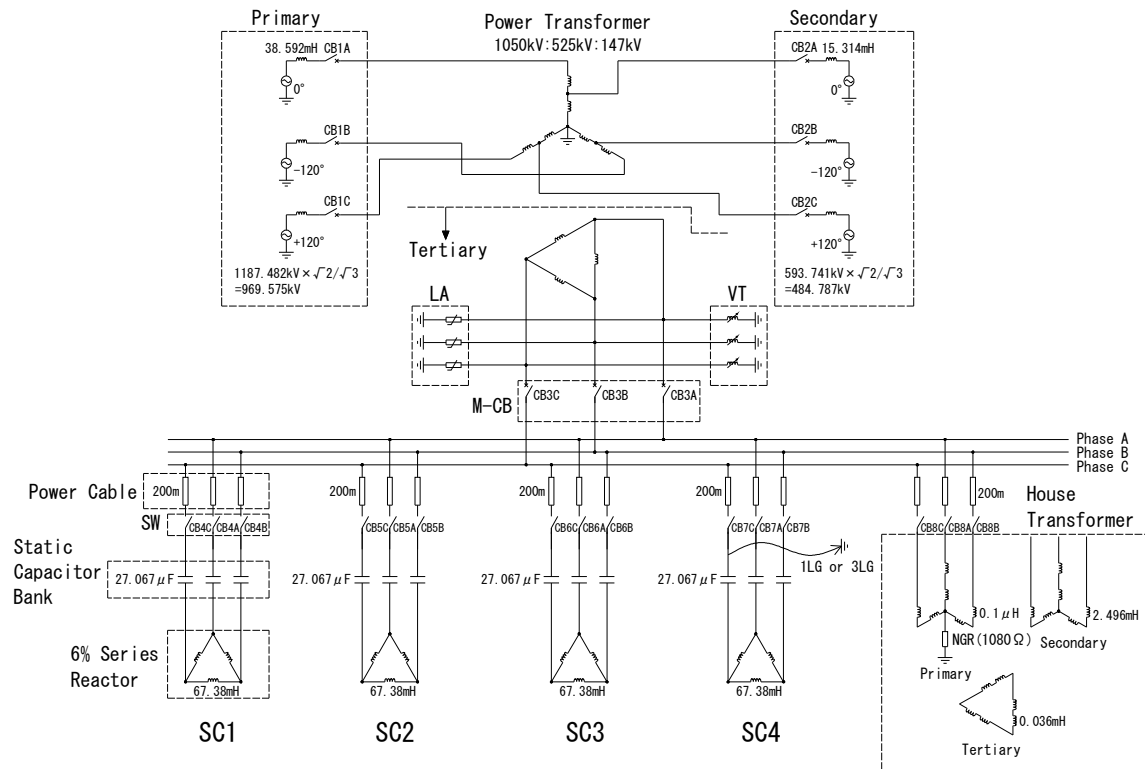 Primary
Power Transformer
1050kV:525kV:147kV
Secondary
38.592mH CB1A
CB2A 15.314mH
0°
0°
CB1B
CB2B
-120°
-120°
CB1C
CB2C
+120°
+120°
Tertiary
1187.482kV×√2/√3
=969.575kV
593.741kV×√2/√3
=484.787kV
LA
VT
M-CB
CB3C
CB3B
CB3A
Phase A
Phase B
Phase C
Power Cable
200m
200m
200m
200m
200m
House
Transformer
SW
CB4C CB4A CB4B
CB5C CB5A CB5B
CB6C CB6A CB6B
CB7C CB7A CB7B
CB8C CB8A CB8B
Static
Capacitor
Bank
27.067μF
27.067μF
27.067μF
27.067μF
1LG or 3LG
0.1μH
2.496mH
NGR(1080Ω)
Secondary
Primary
6% Series
Reactor
67.38mH
67.38mH
67.38mH
67.38mH
0.036mH
Tertiary
SC1
SC2
SC3
SC4